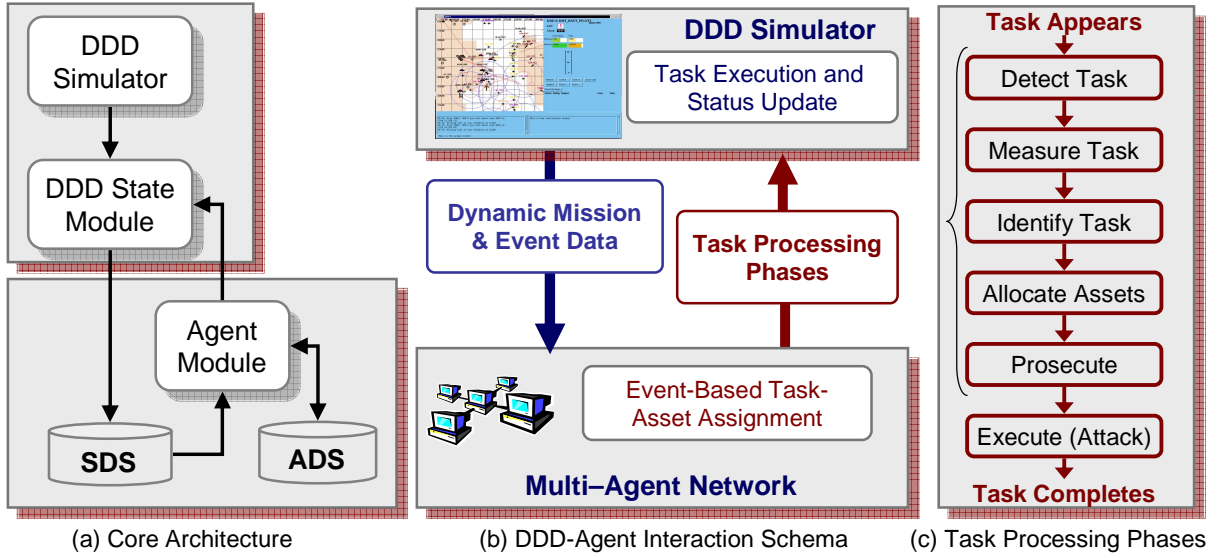 DDD
Simulator
DDD State
Module
Agent
Module
SDS
ADS
(a) Core Architecture
DDD Simulator
Task Execution and
Status Update
Dynamic Mission
& Event Data
Task Processing
Phases
Event-Based Task-
Asset Assignment
Multi–Agent Network
(b) DDD-Agent Interaction Schema
Task Appears
Detect Task
Measure Task
Identify Task
Allocate Assets
Prosecute
Execute (Attack)
Task Completes
(c) Task Processing Phases